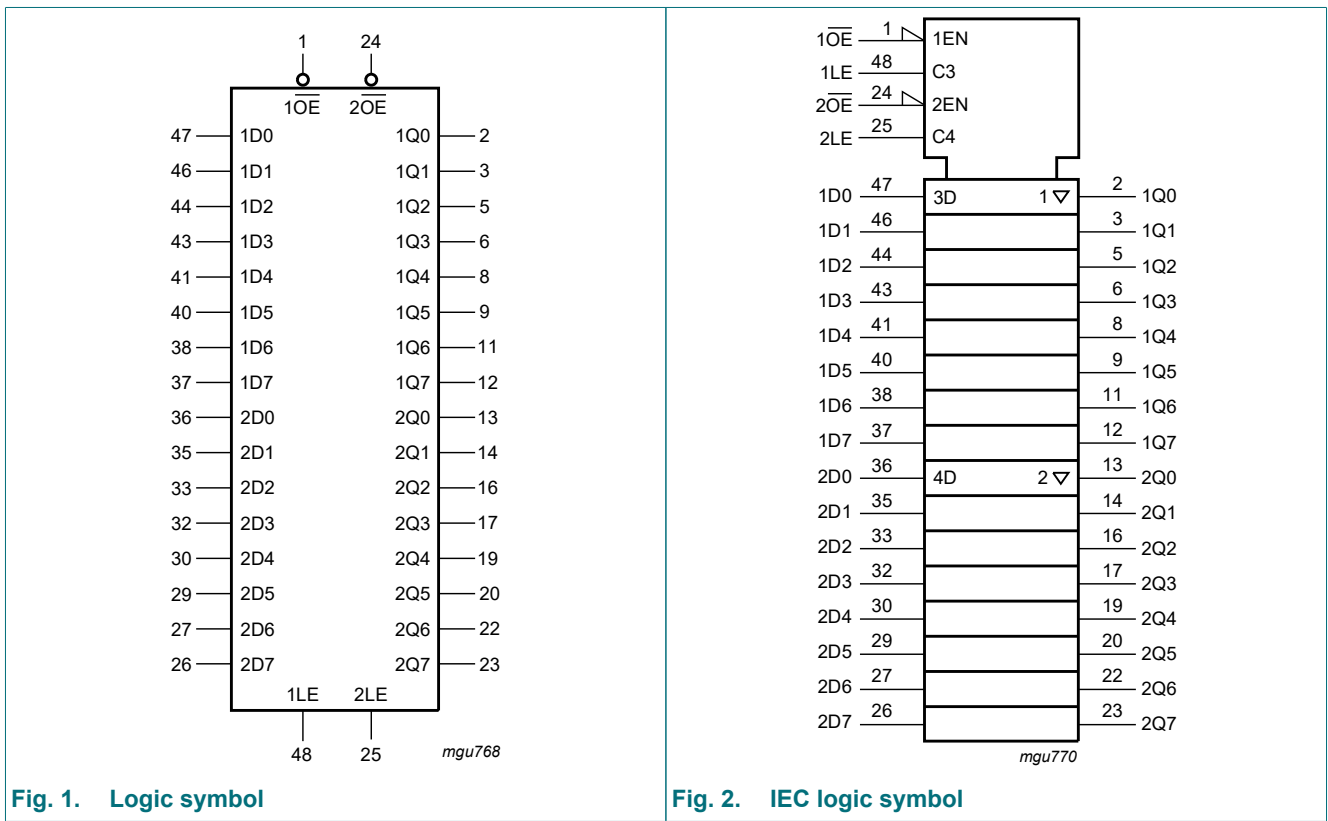 1 24
1O̅E̅ 2O̅E̅
47 1D0 1Q0 2
46 1D1 1Q1 3
44 1D2 1Q2 5
43 1D3 1Q3 6
41 1D4 1Q4 8
40 1D5 1Q5 9
38 1D6 1Q6 11
37 1D7 1Q7 12
36 2D0 2Q0 13
35 2D1 2Q1 14
33 2D2 2Q2 16
32 2D3 2Q3 17
30 2D4 2Q4 19
29 2D5 2Q5 20
27 2D6 2Q6 22
26 2D7 2Q7 23
1LE 2LE
48 25
mgu768
Fig. 1. Logic symbol
1O̅E̅ 1 1EN
1LE 48 C3
2O̅E̅ 24 2EN
2LE 25 C4
1D0 47 3D 1 ▽ 2 1Q0
1D1 46 3 1Q1
1D2 44 5 1Q2
1D3 43 6 1Q3
1D4 41 8 1Q4
1D5 40 9 1Q5
1D6 38 11 1Q6
1D7 37 12 1Q7
2D0 36 4D 2 ▽ 13 2Q0
2D1 35 14 2Q1
2D2 33 16 2Q2
2D3 32 17 2Q3
2D4 30 19 2Q4
2D5 29 20 2Q5
2D6 27 22 2Q6
2D7 26 23 2Q7
mgu770
Fig. 2. IEC logic symbol